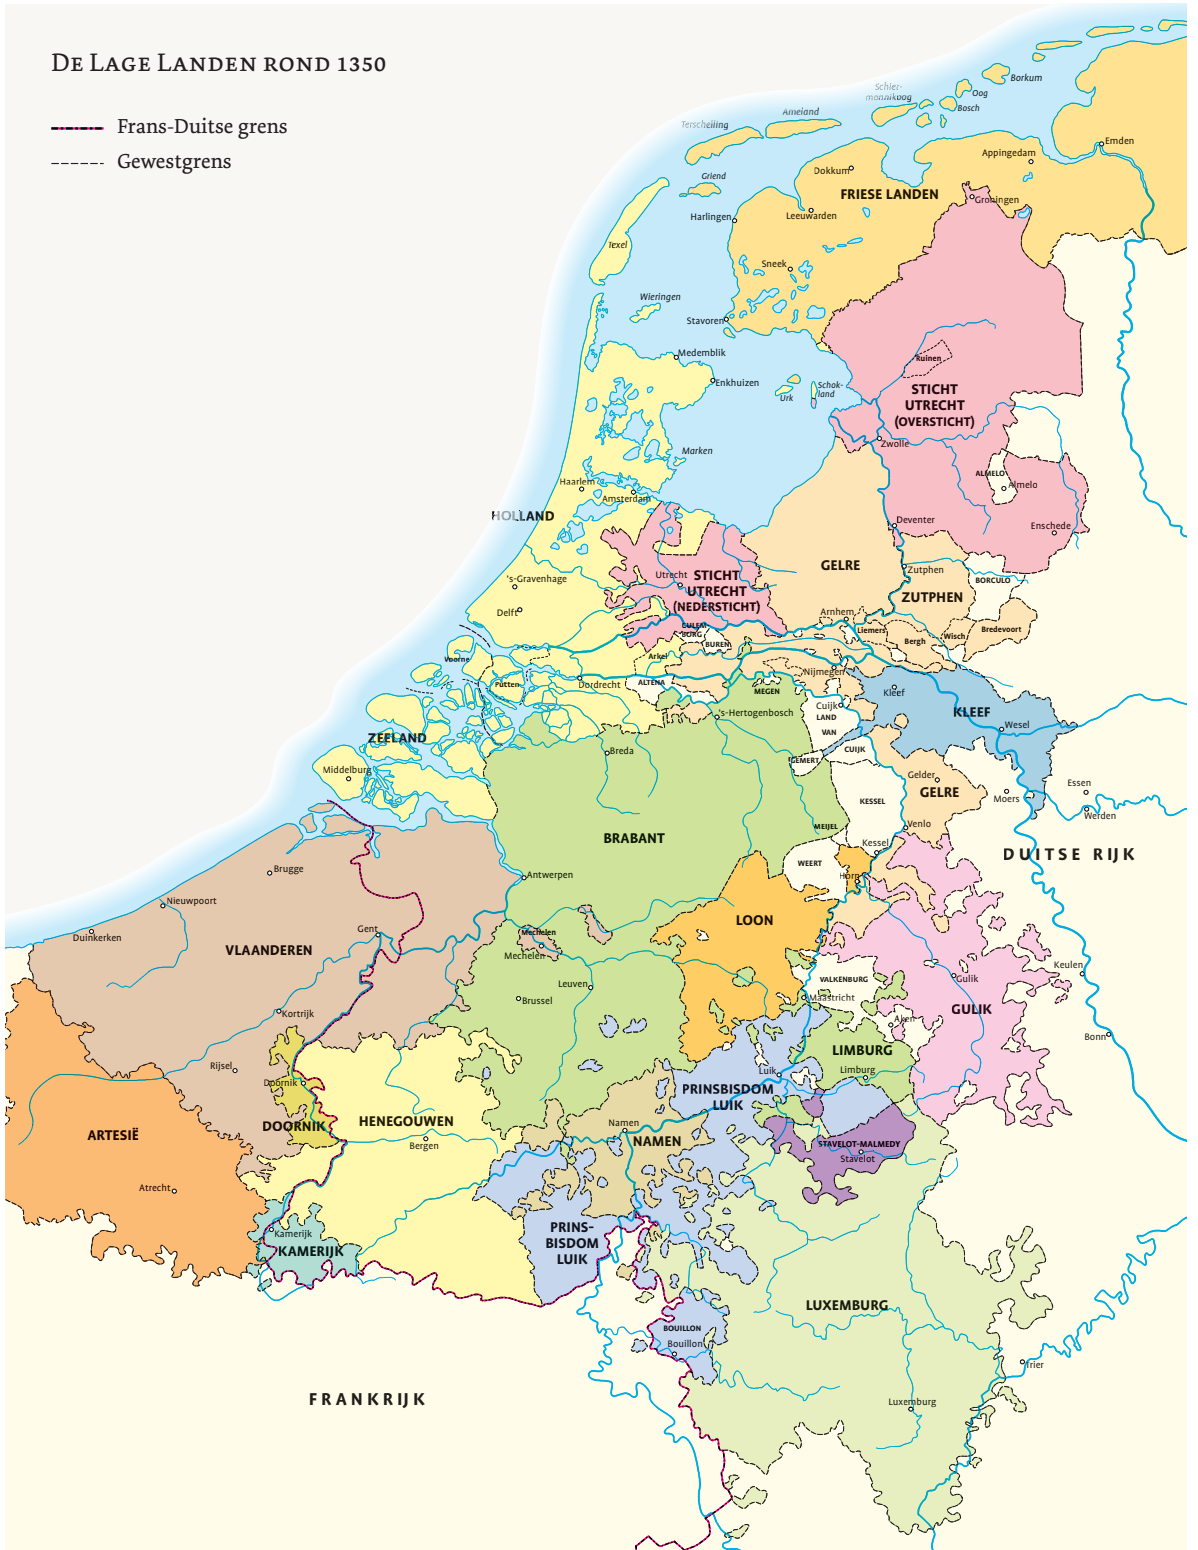 De Lage Landen rond 1350
Frans-Duitse grens
Gewestgrens
Borkum
Oog
Bosch
Schier-
monnikoog
Ameland
Terschelling
Griend
Texel
Wieringen
Emden
Appingedam
Dokkum
FRIESE LANDEN
Groningen
Leeuwarden
Harlingen
Sneek
Stavoren
Medemblik
Enkhuizen
Urk
Schok-
land
Marken
Ruinen
STICHT
UTRECHT
(OVERSTICHT)
Zwolle
ALMELO
Almelo
Enschede
Deventer
Haarlem
Amsterdam
HOLLAND
's-Gravenhage
Delft
Utrecht
STICHT
UTRECHT
(NEDERSTICHT)
GELRE
Zutphen
ZUTPHEN
BORCULO
Arnhem
Liemers
Bergh
Wisch
Bredevoort
CULEM
BORG
BUREN
Arkel
ALTENA
Voorne
Putten
Dordrecht
Nijmegen
MEGEN
's-Hertogenbosch
Cuijk
LAND
VAN
CUIJK
Kleef
KLEEF
Wesel
ZEELAND
Middelburg
Breda
GEMERT
KESSEL
Gelder
GELRE
Moers
Essen
Werden
BRABANT
MEIJEL
Venlo
Kessel
WEERT
Horn
DUITSE RIJK
Brugge
Nieuwpoort
Duinkerken
VLAANDEREN
Gent
Antwerpen
LOON
Mechelen
Mechelen
Leuven
Brussel
VALKENBURG
Maastricht
Aken
Gulik
GULIK
Keulen
Bonn
Kortrijk
Rijsel
Doornik
DOORNIK
HENEGOUWEN
Bergen
LIMBURG
Limburg
Luik
PRINSBISDOM
LUIK
Namen
NAMEN
STAVELOT-MALMEDY
Stavelot
ARTESIË
Atrecht
Kamerijk
KAMERIJK
PRINS-
BISDOM
LUIK
LUXEMBURG
BOUILLON
Bouillon
Trier
Luxemburg
FRANKRIJK